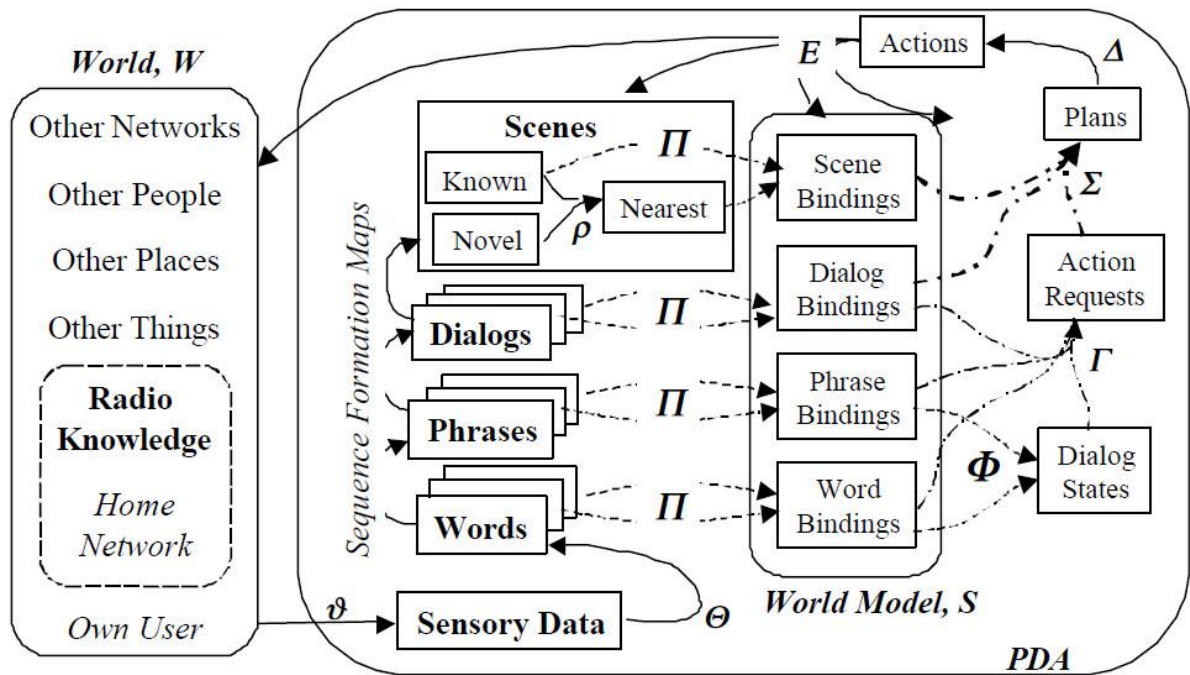 World, W
Other Networks
Other People
Other Places
Other Things
Radio
Knowledge
Home
Network
Own User
ϑ
Sequence Formation Maps
Scenes
Known
Novel
ρ
Nearest
Dialogs
Phrases
Words
Sensory Data
Θ
Π
Π
Π
Π
E
Scene
Bindings
Dialog
Bindings
Phrase
Bindings
Word
Bindings
World Model, S
Actions
Δ
Plans
Σ
Action
Requests
Γ
Φ
Dialog
States
PDA